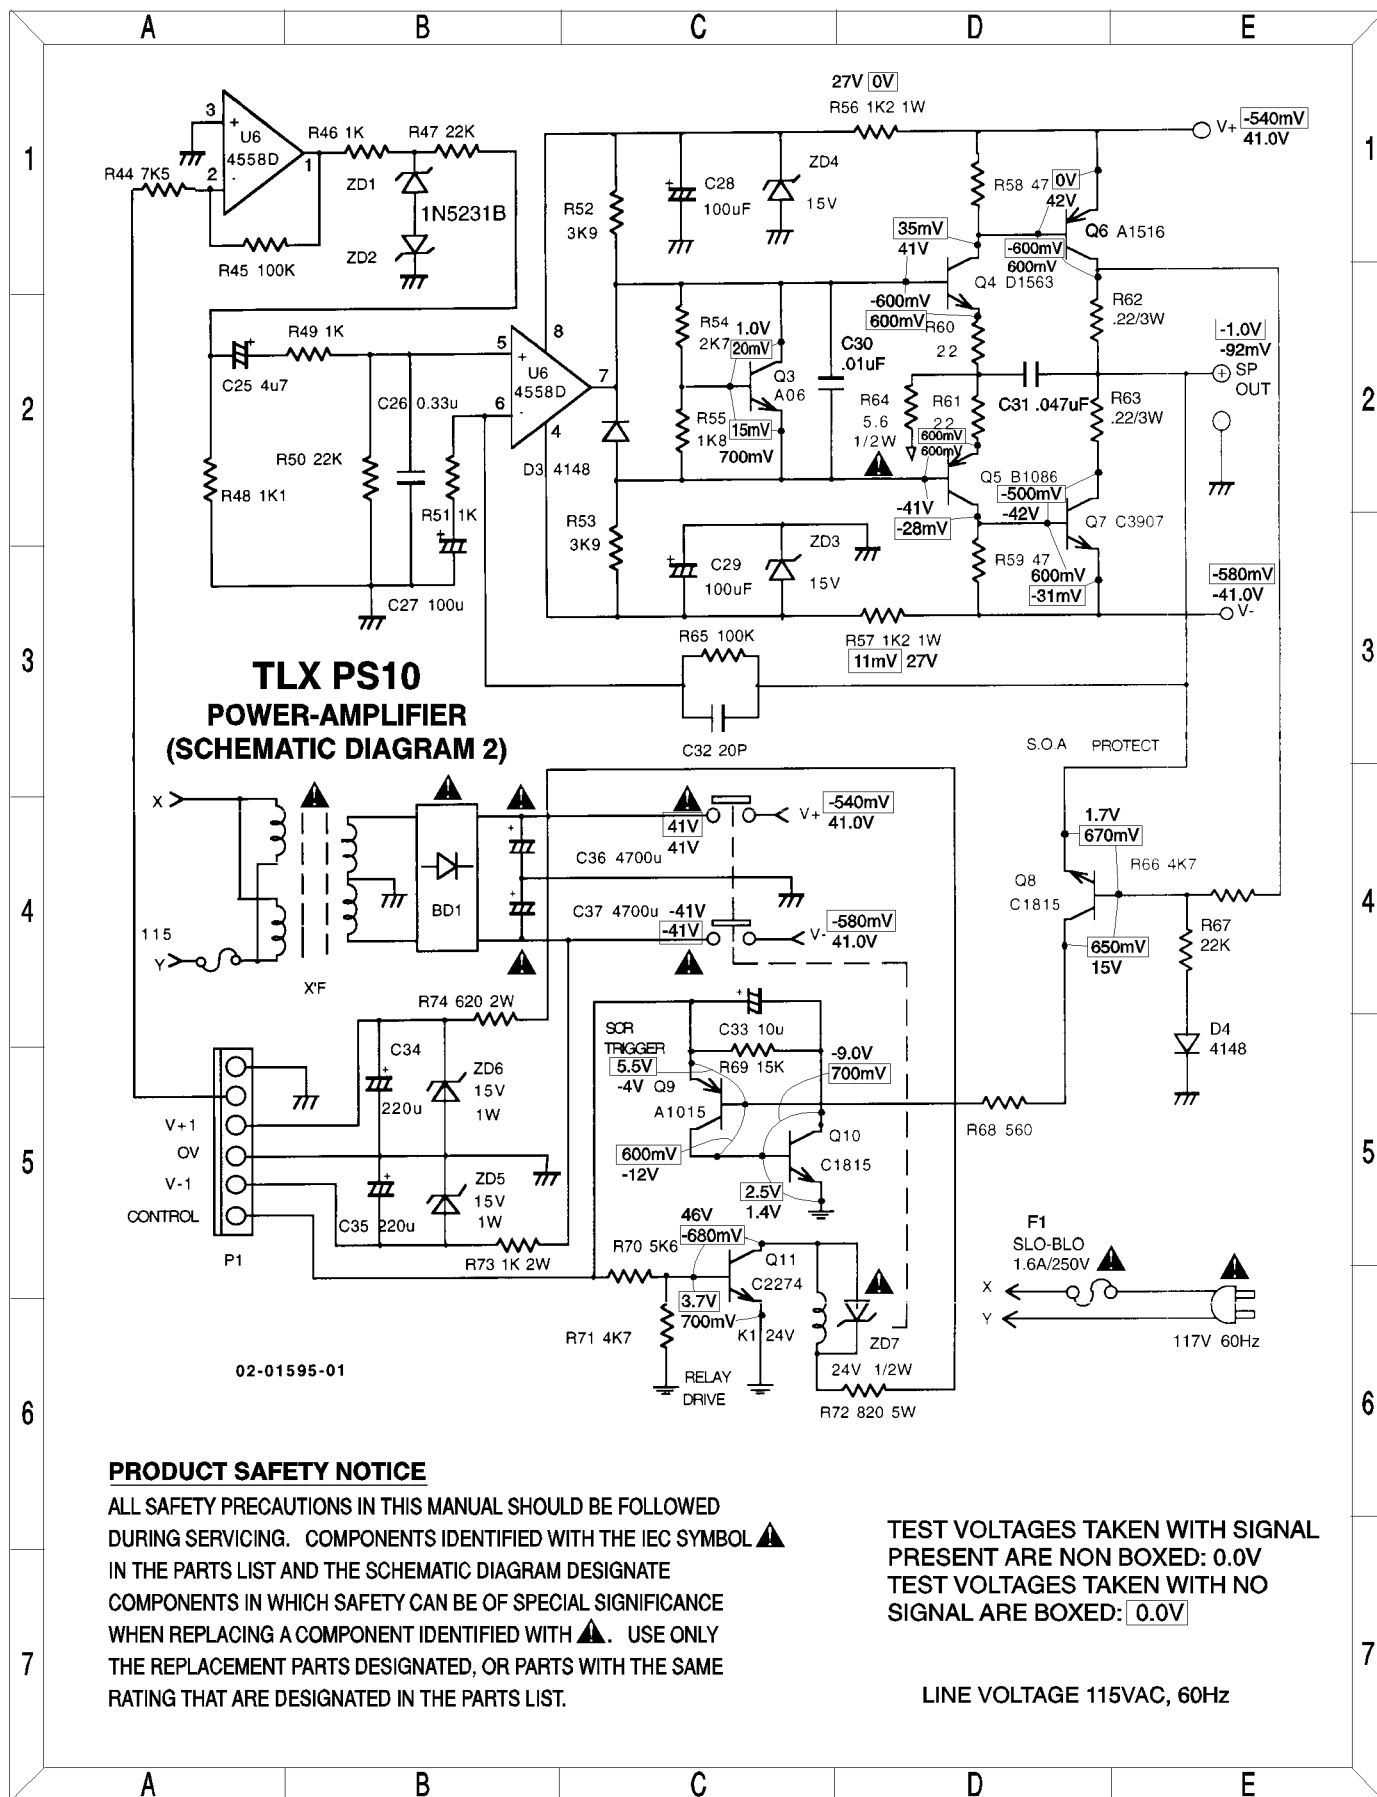 A B C D E
1 1
2 2
3 3
4 4
5 5
6 6
7 7
27V 0V
R56 1K2 1W
V+ -540mV
41.0V
3
+
U6
4558D
1
2
-
R44 7K5
R46 1K
R47 22K
ZD1
1N5231B
ZD2
R45 100K
R52
3K9
C28
100uF
+
ZD4
15V
R58 47
0V
42V
Q6 A1516
35mV
41V
-600mV
600mV
Q4 D1563
-600mV
600mV
R60
22
R62
.22/3W
R49 1K
+
C25 4u7
5
+
8
U6
4558D
7
6
-
4
R54
2K7
1.0V
20mV
Q3
A06
C30
.01uF
-1.0V
-92mV
+ SP
OUT
C26 0.33u
R55
1K8
15mV
700mV
R64
5.6
1/2W
R61
22
C31 .047uF
R63
.22/3W
600mV
600mV
D3 4148
R50 22K
R48 1K1
R51 1K
+
Q5 B1086
-500mV
-42V
Q7 C3907
-41V
-28mV
R53
3K9
ZD3
15V
+
C29
100uF
R59 47
600mV
-31mV
-580mV
-41.0V
V-
C27 100u
R65 100K
R57 1K2 1W
11mV 27V
TLX PS10
POWER-AMPLIFIER
(SCHEMATIC DIAGRAM 2)
C32 20P
S.O.A PROTECT
X
41V
41V
V+ -540mV
41.0V
1.7V
670mV
+
C36 4700u
R66 4K7
Q8
C1815
BD1
+
C37 4700u
-41V
-41V
V- -580mV
41.0V
115
Y
X'F
650mV
15V
R67
22K
R74 620 2W
+
C33 10u
SCR
TRIGGER
5.5V
-4V
R69 15K
-9.0V
700mV
D4
4148
C34
+
220u
ZD6
15V
1W
Q9
A1015
R68 560
V+1
OV
V-1
CONTROL
P1
600mV
-12V
Q10
C1815
+
C35 220u
ZD5
15V
1W
2.5V
1.4V
R73 1K 2W
46V
-680mV
R70 5K6
Q11
C2274
F1
SLO-BLO
1.6A/250V
3.7V
700mV
K1 24V
X
Y
R71 4K7
ZD7
24V 1/2W
117V 60Hz
02-01595-01
RELAY
DRIVE
R72 820 5W
PRODUCT SAFETY NOTICE
ALL SAFETY PRECAUTIONS IN THIS MANUAL SHOULD BE FOLLOWED
DURING SERVICING. COMPONENTS IDENTIFIED WITH THE IEC SYMBOL
IN THE PARTS LIST AND THE SCHEMATIC DIAGRAM DESIGNATE
COMPONENTS IN WHICH SAFETY CAN BE OF SPECIAL SIGNIFICANCE
WHEN REPLACING A COMPONENT IDENTIFIED WITH . USE ONLY
THE REPLACEMENT PARTS DESIGNATED, OR PARTS WITH THE SAME
RATING THAT ARE DESIGNATED IN THE PARTS LIST.
TEST VOLTAGES TAKEN WITH SIGNAL
PRESENT ARE NON BOXED: 0.0V
TEST VOLTAGES TAKEN WITH NO
SIGNAL ARE BOXED: 0.0V
LINE VOLTAGE 115VAC, 60Hz
A B C D E